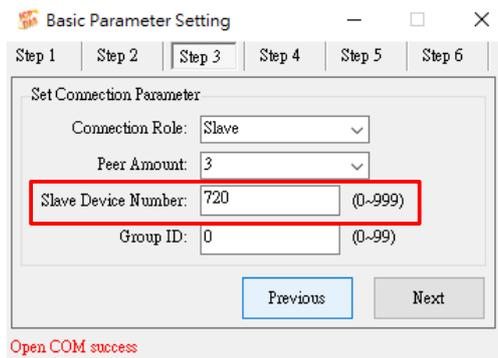 Basic Parameter Setting
Step 1 Step 2 Step 3 Step 4 Step 5 Step 6
Set Connection Parameter
Connection Role: Slave
Peer Amount: 3
Slave Device Number: 720 (0~999)
Group ID: 0 (0~99)
Previous Next
Open COM success